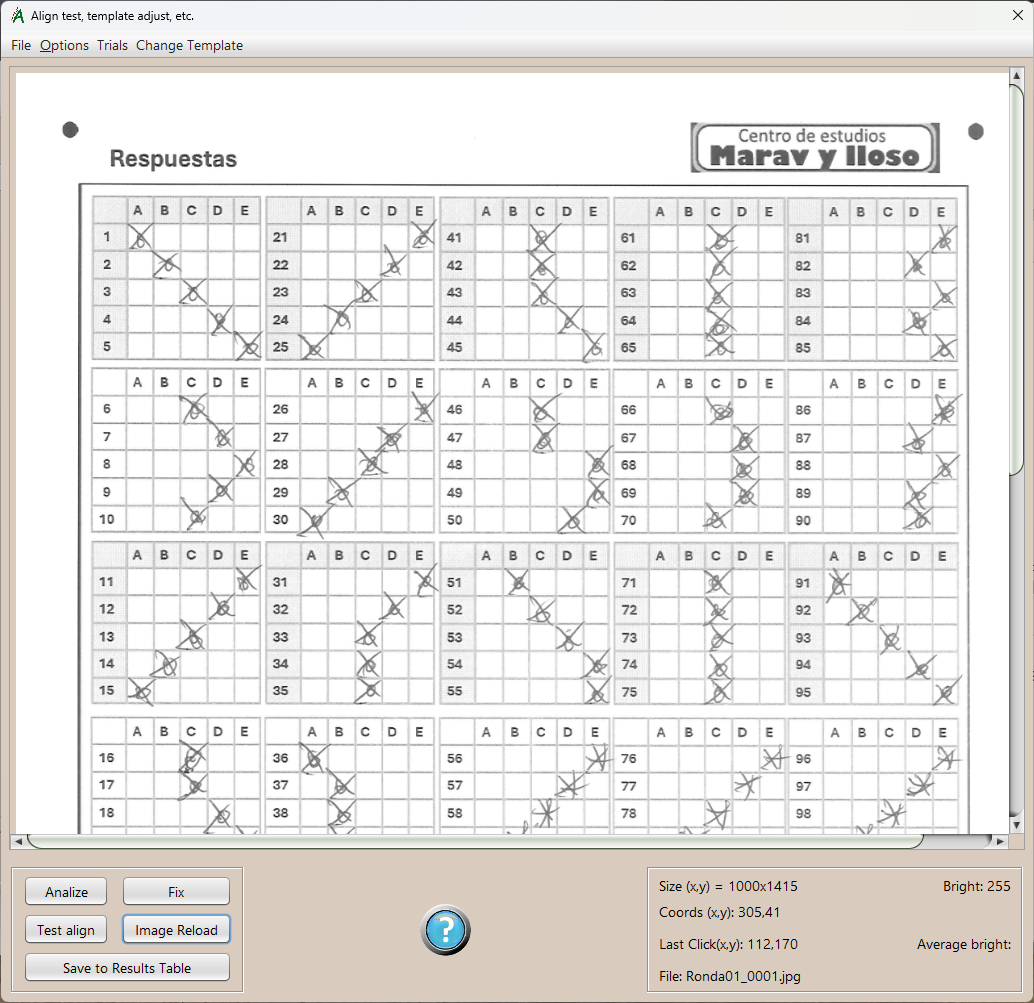 Align test, template adjust, etc.
File Options Trials Change Template
Centro de estudios
Marav y lloso
Respuestas
A B C D E A B C D E A B C D E A B C D E A B C D E
1 21 41 61 81
2 22 42 62 82
3 23 43 63 83
4 24 44 64 84
5 25 45 65 85
A B C D E A B C D E A B C D E A B C D E A B C D E
6 26 46 66 86
7 27 47 67 87
8 28 48 68 88
9 29 49 69 89
10 30 50 70 90
A B C D E A B C D E A B C D E A B C D E A B C D E
11 31 51 71 91
12 32 52 72 92
13 33 53 73 93
14 34 54 74 94
15 35 55 75 95
A B C D E A B C D E A B C D E A B C D E A B C D E
16 36 56 76 96
17 37 57 77 97
18 38 58 78 98
Analize Fix
Test align Image Reload
Save to Results Table
?
Size (x,y) = 1000x1415 Bright: 255
Coords (x,y): 305,41
Last Click(x,y): 112,170 Average bright:
File: Ronda01_0001.jpg